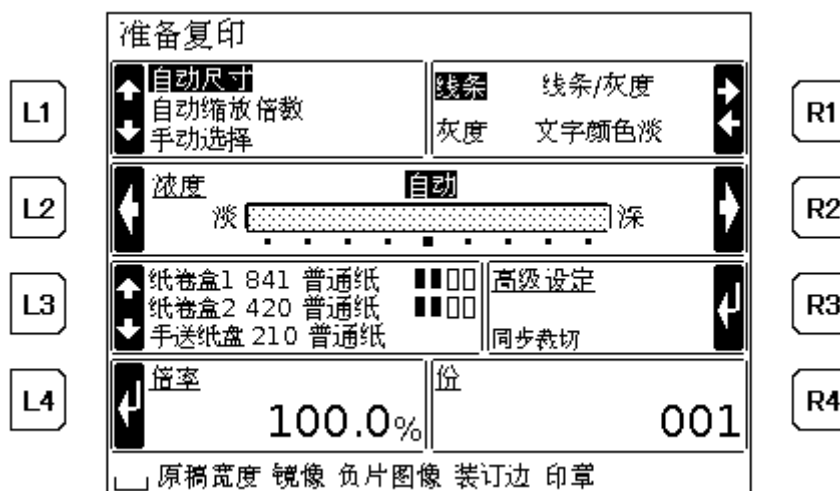 准备复印
L1
自动尺寸
自动缩放倍数
手动选择
线条 线条/灰度
灰度 文字颜色淡
R1
L2
浓度 自动
淡 深
R2
L3
纸卷盒1 841 普通纸
纸卷盒2 420 普通纸
手送纸盘 210 普通纸
高级设定
同步裁切
R3
L4
倍率
100.0%
份
001
R4
原稿宽度 镜像 负片图像 装订边 印章